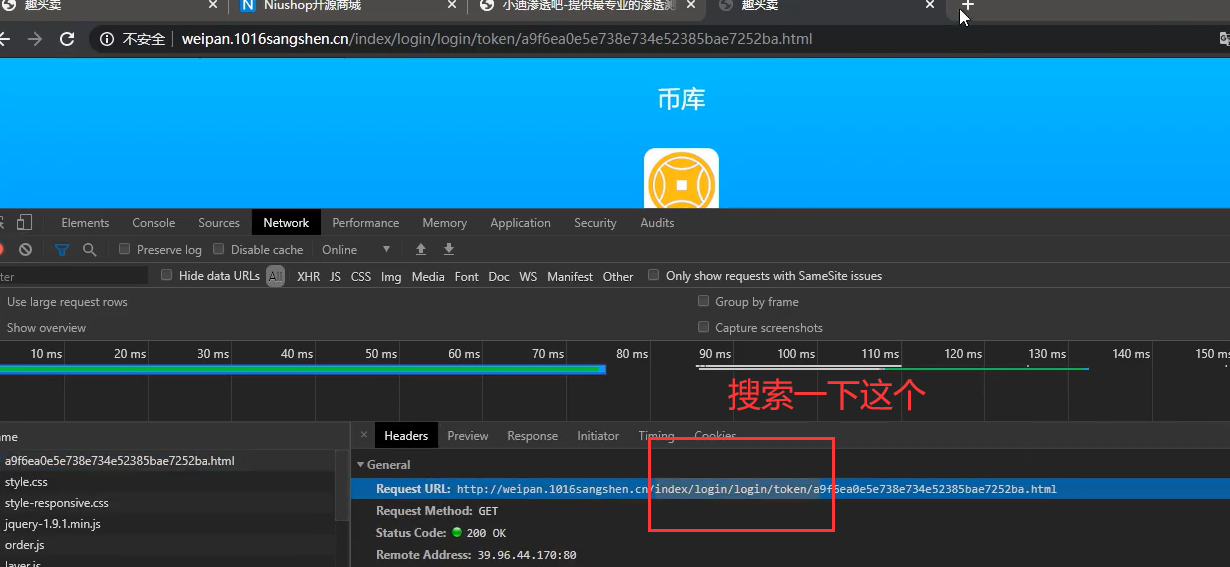 趣买卖 Niushop开源商城 小迪渗透吧-提供最专业的渗透测 趣买卖
不安全 weipan.1016sangshen.cn/index/login/login/token/a9f6ea0e5e738e734e52385bae7252ba.html
币库
Elements Console Sources Network Performance Memory Application Security Audits
Preserve log Disable cache Online
ter Hide data URLs All XHR JS CSS Img Media Font Doc WS Manifest Other Only show requests with SameSite issues
Use large request rows Group by frame
Show overview Capture screenshots
10 ms 20 ms 30 ms 40 ms 50 ms 60 ms 70 ms 80 ms 90 ms 100 ms 110 ms 120 ms 130 ms 140 ms 150 ms
搜索一下这个
ame Headers Preview Response Initiator Timing Cookies
a9f6ea0e5e738e734e52385bae7252ba.html General
style.css Request URL: http://weipan.1016sangshen.cn/index/login/login/token/a9f6ea0e5e738e734e52385bae7252ba.html
style-responsive.css Request Method: GET
jquery-1.9.1.min.js Status Code: 200 OK
order.js Remote Address: 39.96.44.170:80
layer.js